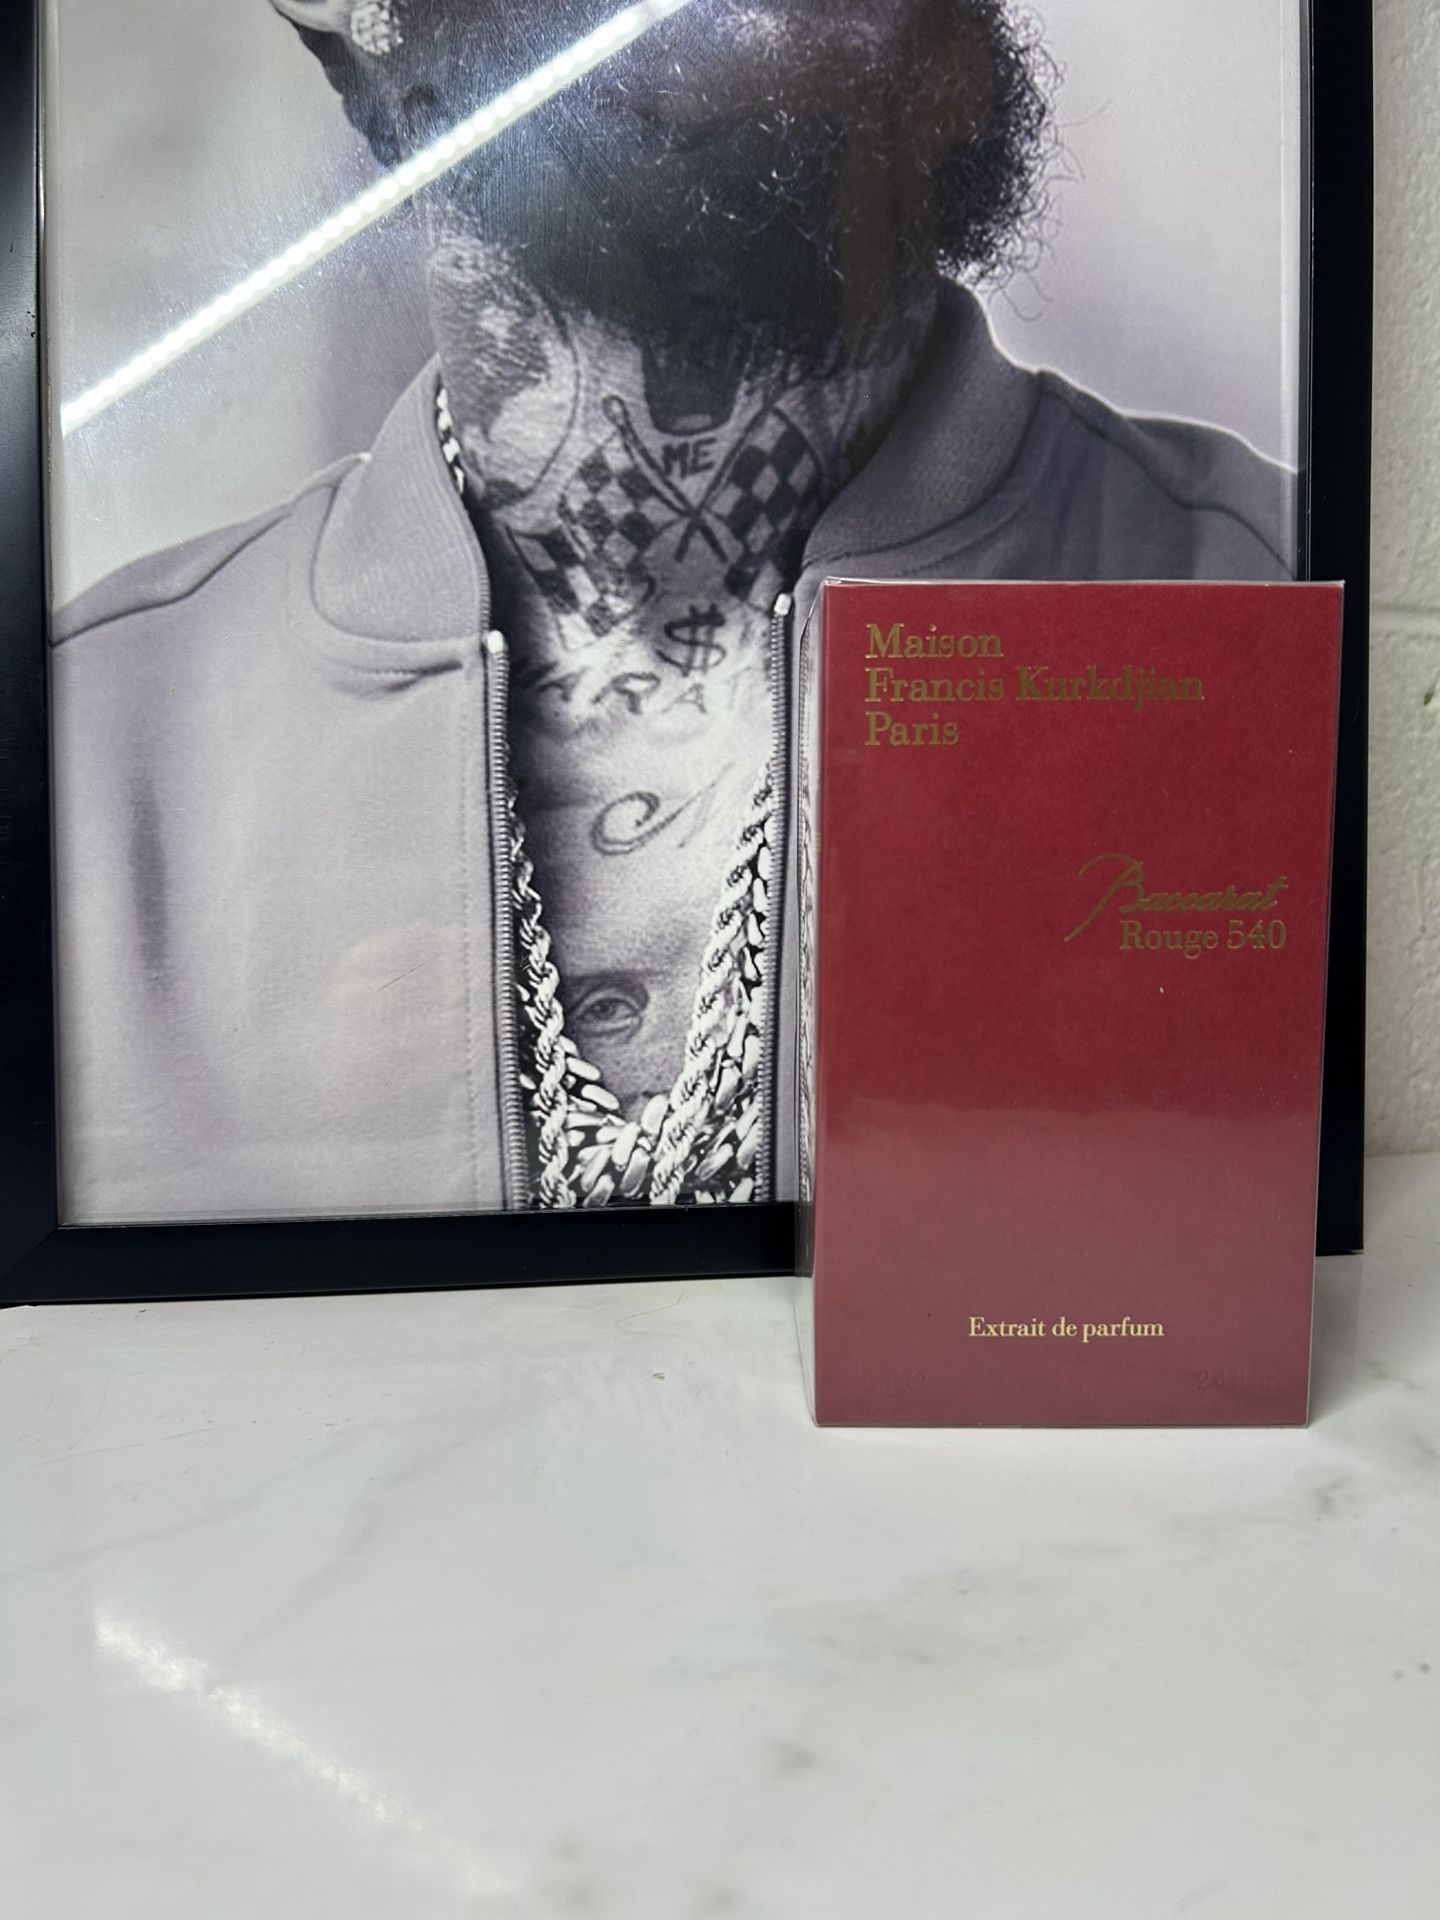 ME
$
Maison
Francis Kurkdjian
Paris
Baccarat
Rouge 540
Extrait de parfum